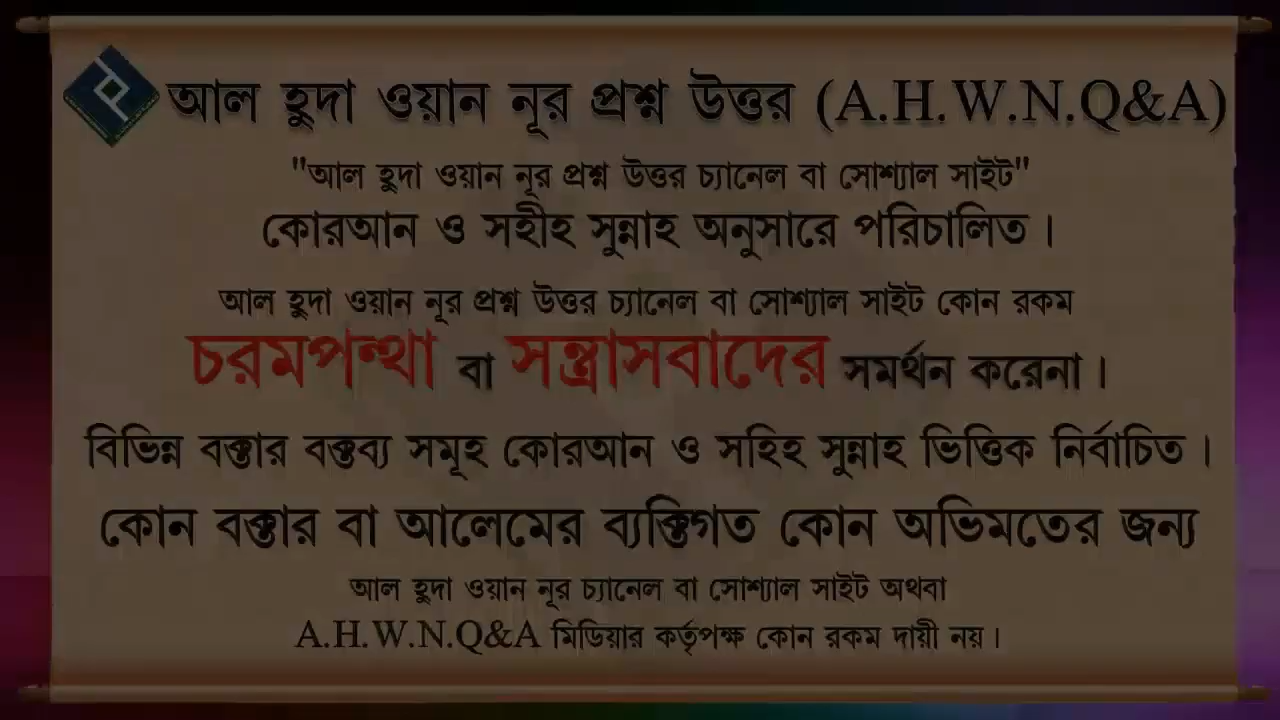 আল হুদা ওয়ান নূর প্রশ্ন উত্তর (A.H.W.N.Q&A)
"আল হুদা ওয়ান নূর প্রশ্ন উত্তর চ্যানেল বা সোশ্যাল সাইট"
কোরআন ও সহীহ সুন্নাহ অনুসারে পরিচালিত।
আল হুদা ওয়ান নূর প্রশ্ন উত্তর চ্যানেল বা সোশ্যাল সাইট কোন রকম
চরমপন্থা বা সন্ত্রাসবাদের সমর্থন করেনা।
বিভিন্ন বক্তার বক্তব্য সমূহ কোরআন ও সহিহ সুন্নাহ ভিত্তিক নির্বাচিত।
কোন বক্তার বা আলেমের ব্যক্তিগত কোন অভিমতের জন্য
আল হুদা ওয়ান নূর চ্যানেল বা সোশ্যাল সাইট অথবা
A.H.W.N.Q&A মিডিয়ার কর্তৃপক্ষ কোন রকম দায়ী নয়।